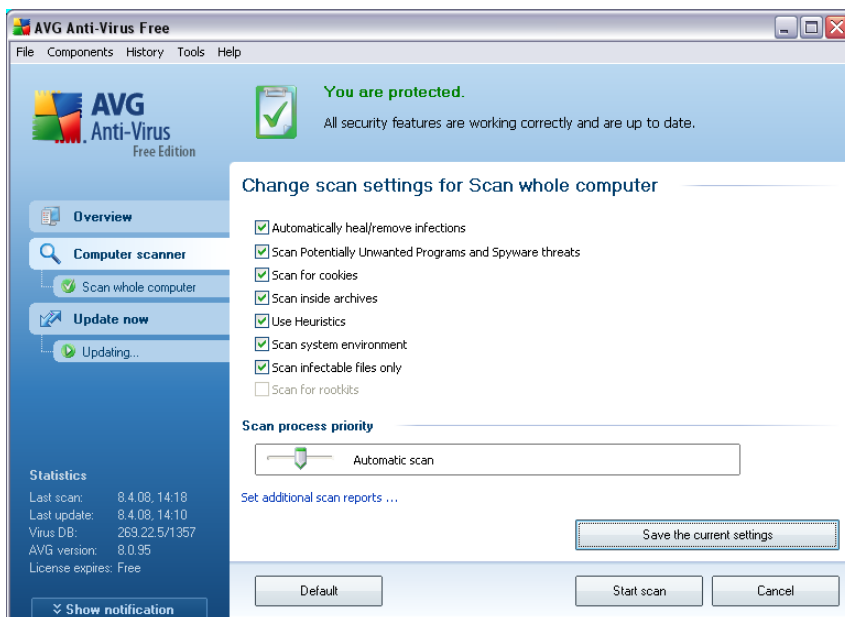 AVG Anti-Virus Free
File Components History Tools Help
AVG
Anti-Virus
Free Edition
You are protected.
All security features are working correctly and are up to date.
Overview
Computer scanner
Scan whole computer
Update now
Updating...
Statistics
Last scan: 8.4.08, 14:18
Last update: 8.4.08, 14:10
Virus DB: 269.22.5/1357
AVG version: 8.0.95
License expires: Free
Show notification
Change scan settings for Scan whole computer
Automatically heal/remove infections
Scan Potentially Unwanted Programs and Spyware threats
Scan for cookies
Scan inside archives
Use Heuristics
Scan system environment
Scan infectable files only
Scan for rootkits
Scan process priority
Automatic scan
Set additional scan reports ...
Save the current settings
Default
Start scan
Cancel